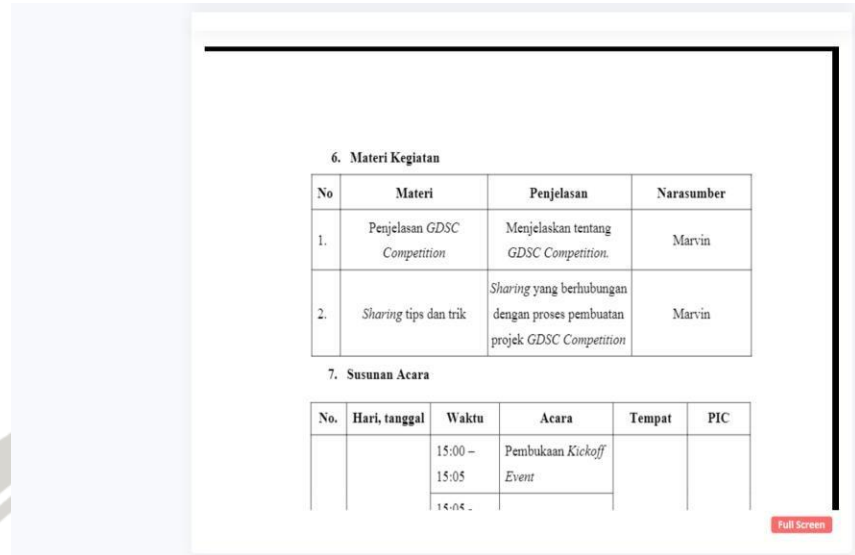 6. Materi Kegiatan
No Materi Penjelasan Narasumber
1. Penjelasan GDSC Competition Menjelaskan tentang GDSC Competition. Marvin
2. Sharing tips dan trik Sharing yang berhubungan dengan proses pembuatan projek GDSC Competition Marvin
7. Susunan Acara
No. Hari, tanggal Waktu Acara Tempat PIC
15:00 – 15:05 Pembukaan Kickoff Event
15:05 -
Full Screen